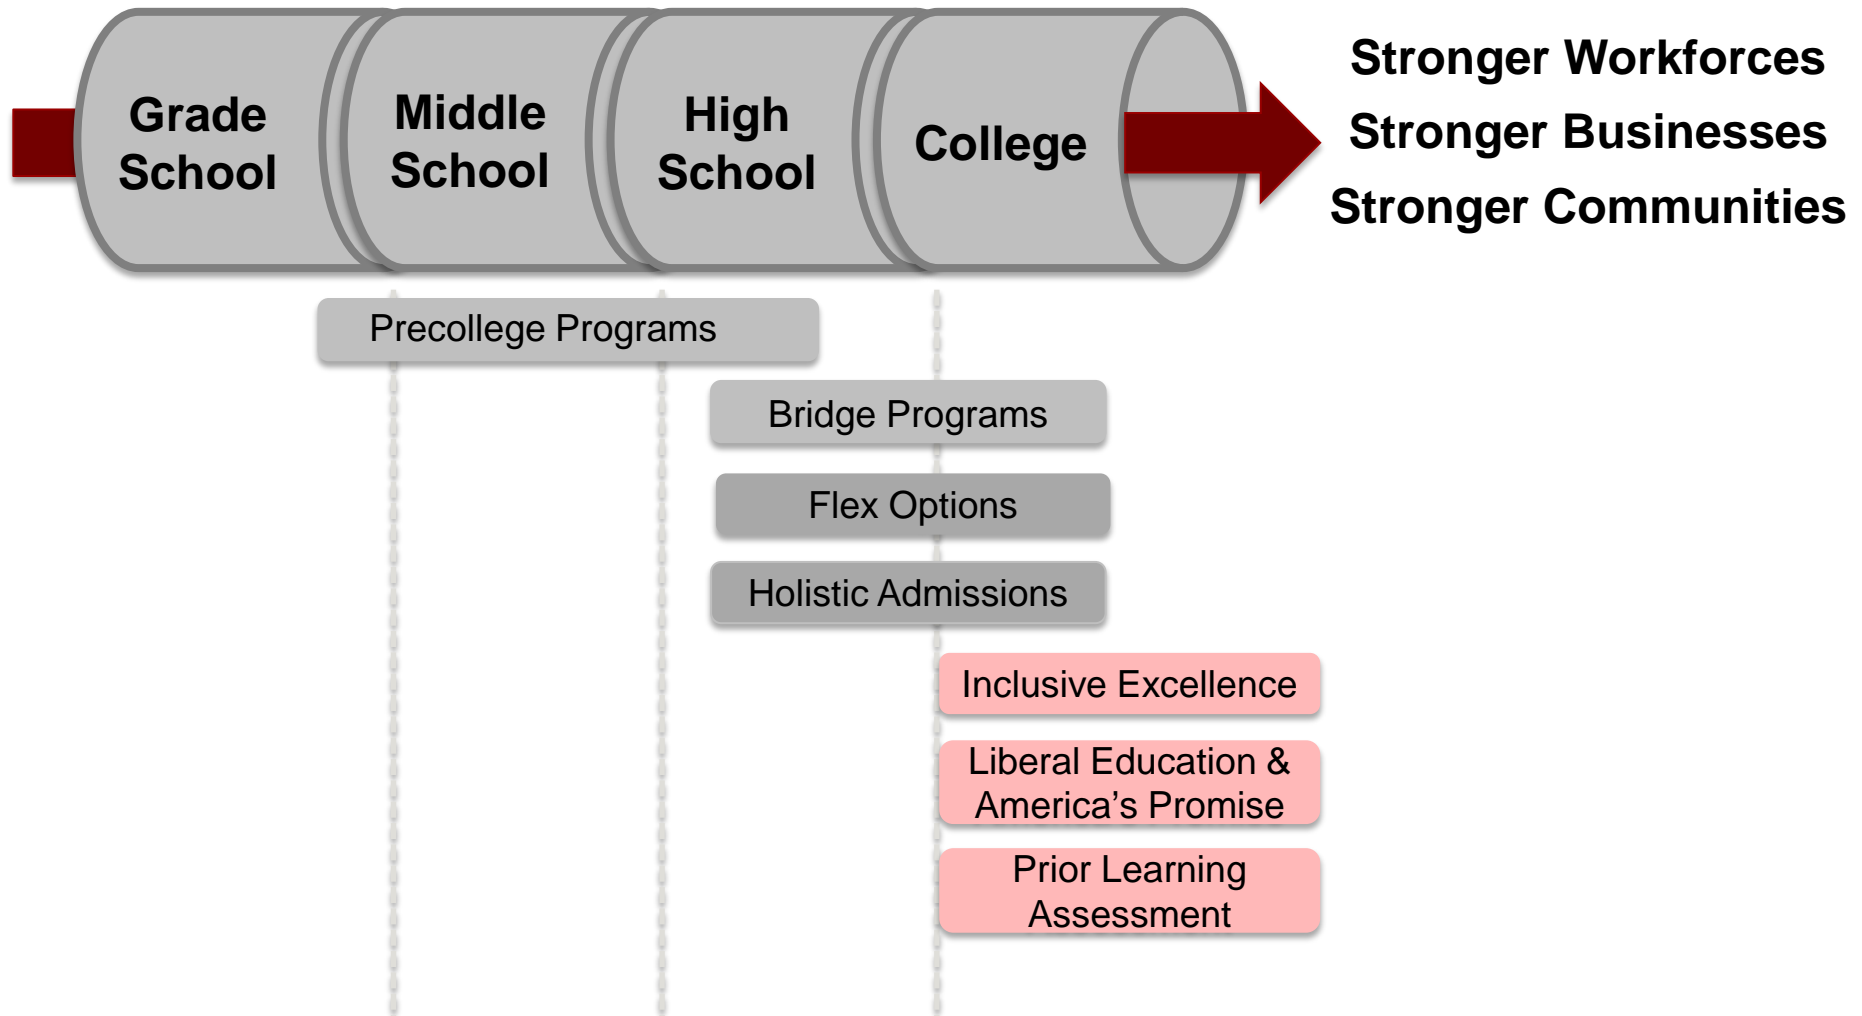 Grade
School
Middle
School
High
School
College
Stronger Workforces
Stronger Businesses
Stronger Communities
Precollege Programs
Bridge Programs
Flex Options
Holistic Admissions
Inclusive Excellence
Liberal Education &
America’s Promise
Prior Learning
Assessment